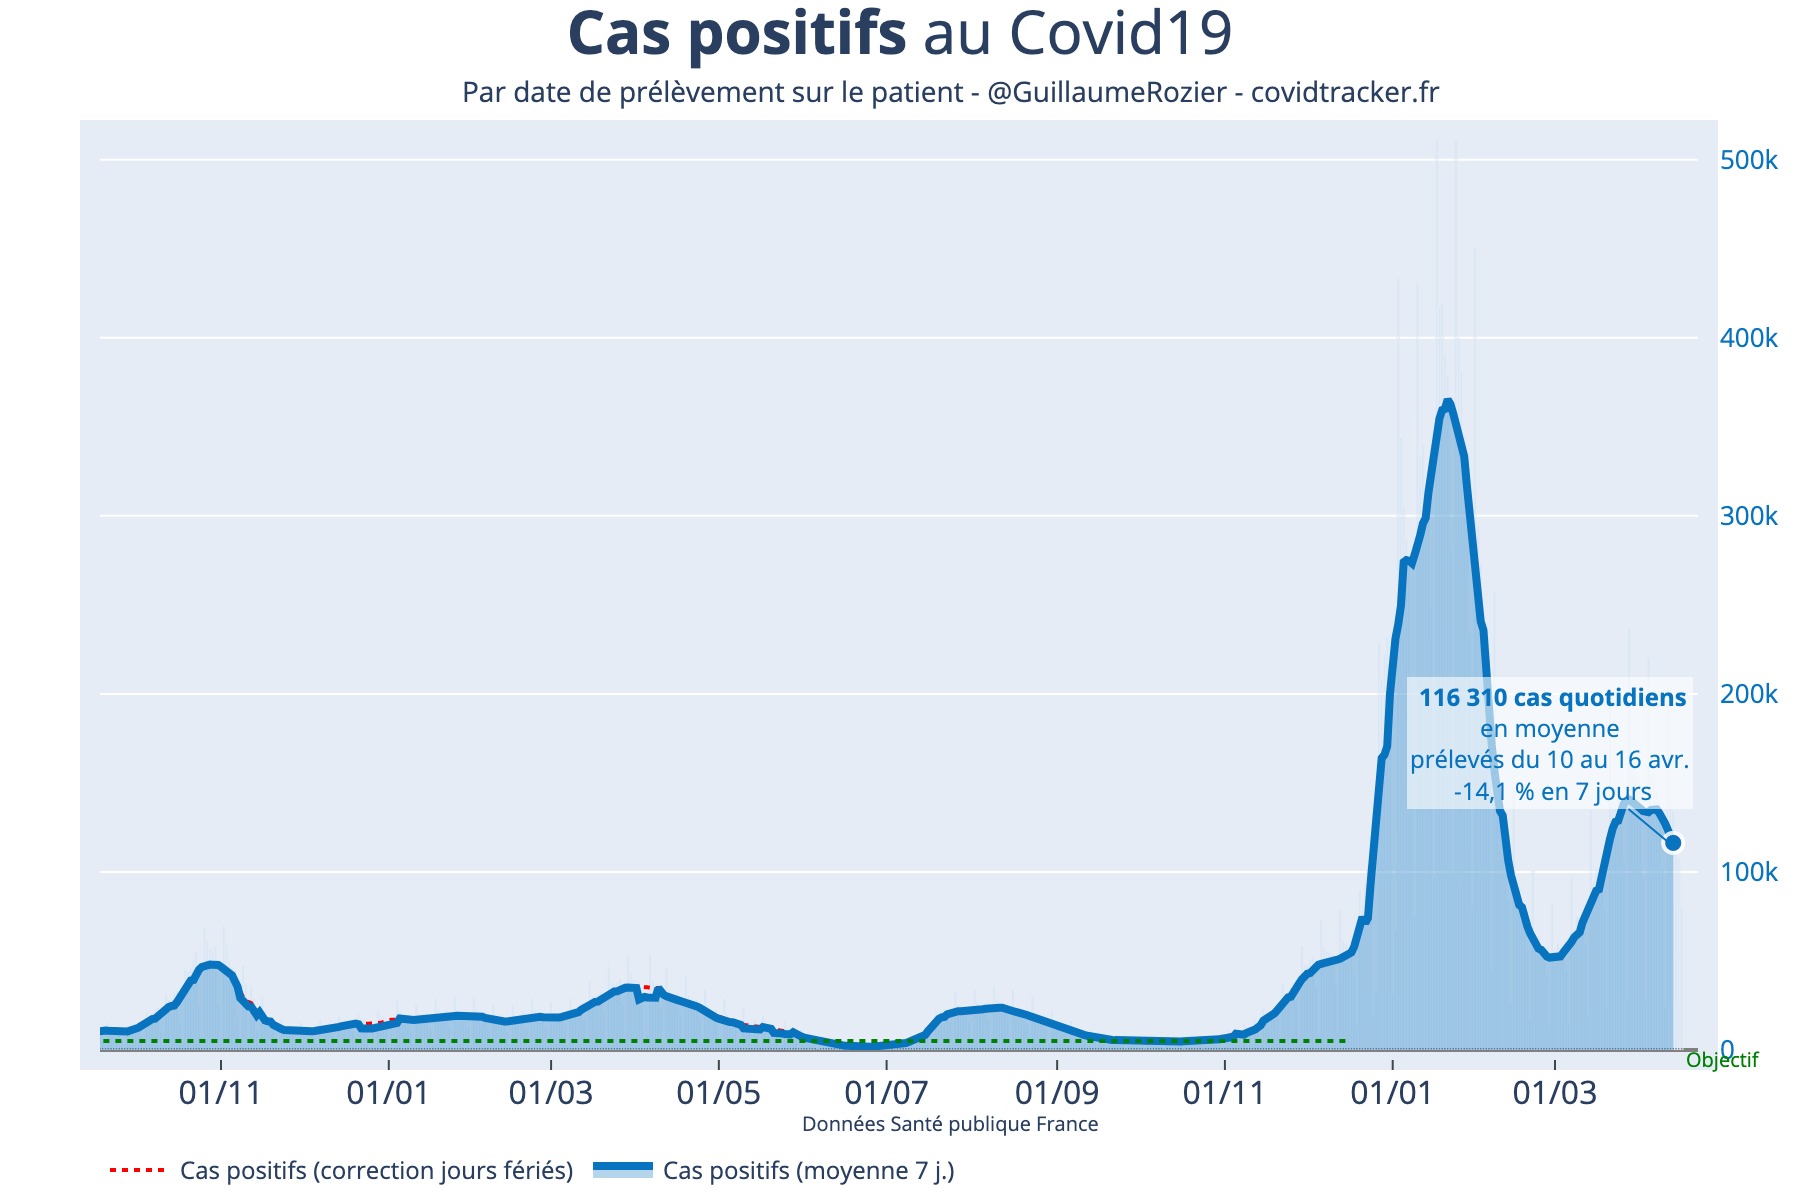 Cas positifs au Covid19
Par date de prélèvement sur le patient - @GuillaumeRozier - covidtracker.fr
500k
400k
300k
200k
100k
0
116 310 cas quotidiens
en moyenne
prélevés du 10 au 16 avr.
-14,1 % en 7 jours
Objectif
01/11 01/01 01/03 01/05 01/07 01/09 01/11 01/01 01/03
Données Santé publique France
Cas positifs (correction jours fériés) Cas positifs (moyenne 7 j.)